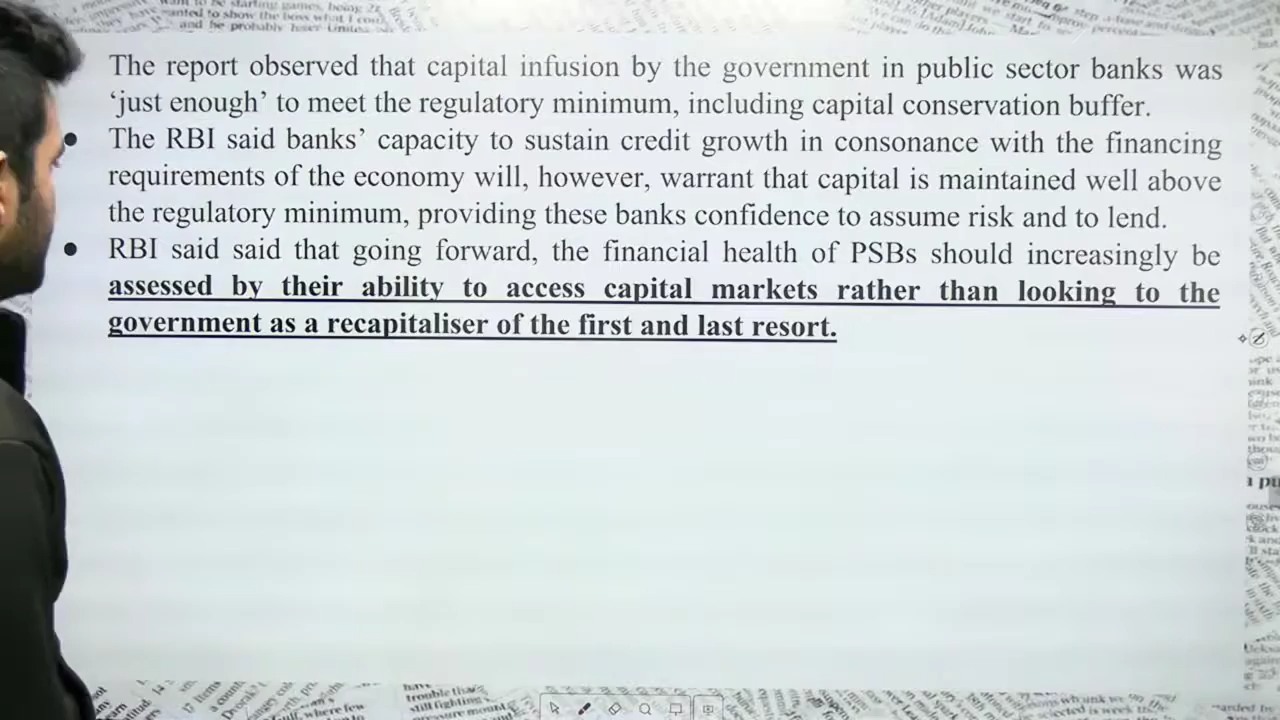 The report observed that capital infusion by the government in public sector banks was
‘just enough’ to meet the regulatory minimum, including capital conservation buffer.
● The RBI said banks’ capacity to sustain credit growth in consonance with the financing
requirements of the economy will, however, warrant that capital is maintained well above
the regulatory minimum, providing these banks confidence to assume risk and to lend.
● RBI said said that going forward, the financial health of PSBs should increasingly be
assessed by their ability to access capital markets rather than looking to the
government as a recapitaliser of the first and last resort.